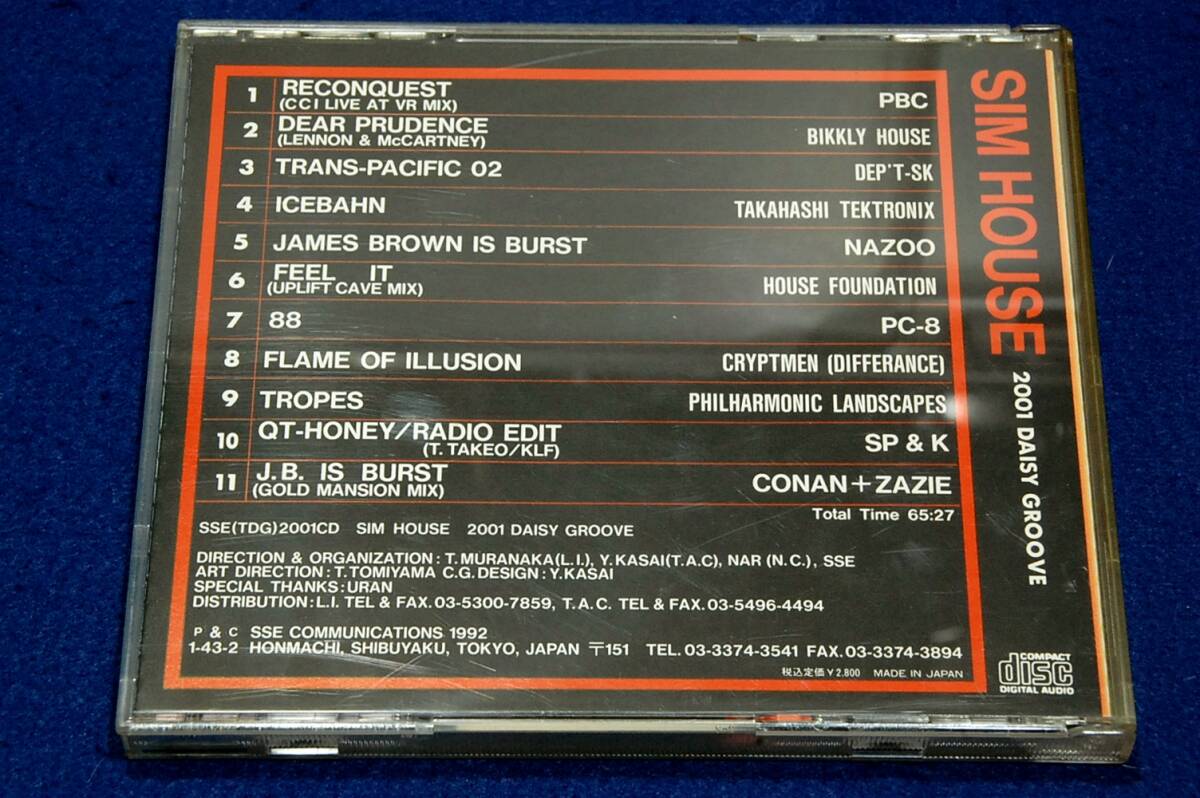 1 RECONQUEST PBC
(CCI LIVE AT VR MIX)
2 DEAR PRUDENCE BIKKLY HOUSE
(LENNON & McCARTNEY)
3 TRANS-PACIFIC 02 DEP'T-SK
4 ICEBAHN TAKAHASHI TEKTRONIX
5 JAMES BROWN IS BURST NAZOO
6 FEEL IT HOUSE FOUNDATION
(UPLIFT CAVE MIX)
7 88 PC-8
8 FLAME OF ILLUSION CRYPTMEN (DIFFERANCE)
9 TROPES PHILHARMONIC LANDSCAPES
10 QT-HONEY/RADIO EDIT SP & K
(T. TAKEO/KLF)
11 J.B. IS BURST CONAN+ZAZIE
(GOLD MANSION MIX)
Total Time 65:27
SSE(TDG)2001CD SIM HOUSE 2001 DAISY GROOVE
DIRECTION & ORGANIZATION: T.MURANAKA(L.I.), Y.KASAI(T.A.C), NAR (N.C.), SSE
ART DIRECTION: T.TOMIYAMA C.G.DESIGN: Y.KASAI
SPECIAL THANKS:URAN
DISTRIBUTION:L.I. TEL & FAX.03-5300-7859, T.A.C. TEL & FAX.03-5496-4494
P & C SSE COMMUNICATIONS 1992
1-43-2 HONMACHI, SHIBUYAKU, TOKYO, JAPAN 〒151 TEL.03-3374-3541 FAX.03-3374-3894
税込定価¥2,800 MADE IN JAPAN
SIM HOUSE 2001 DAISY GROOVE
COMPACT
disc
DIGITAL AUDIO